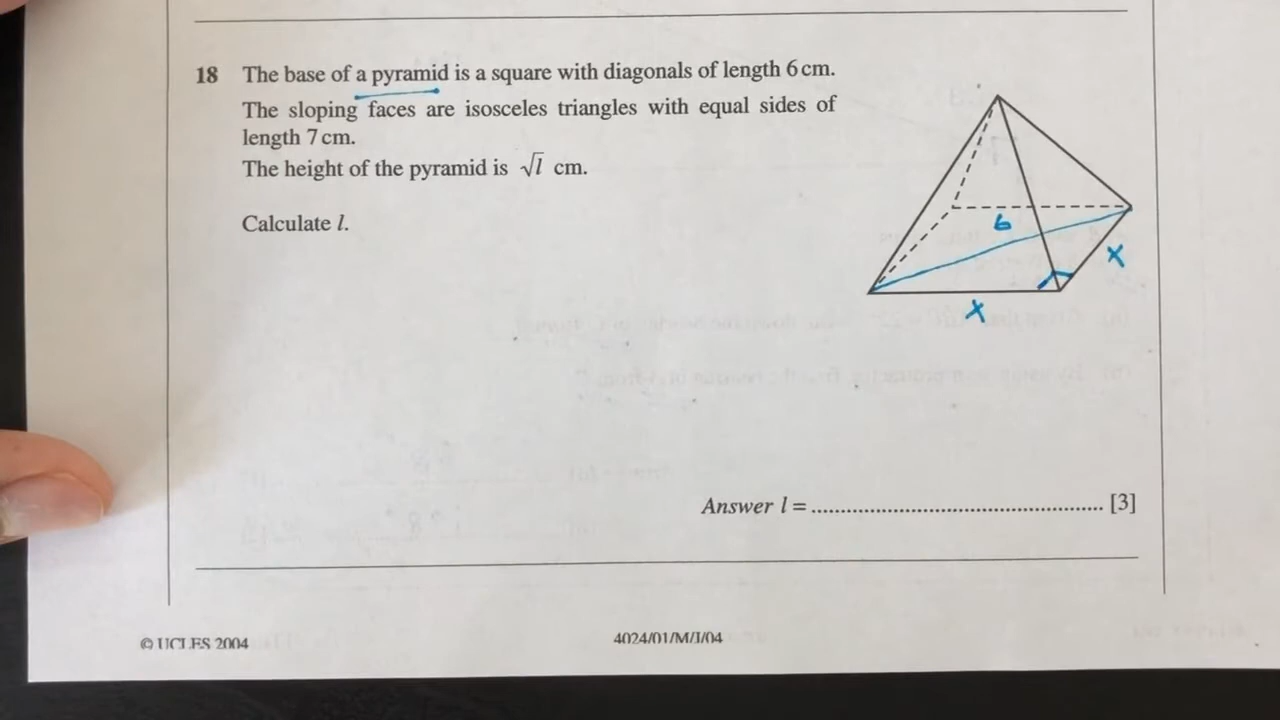 18 The base of a pyramid is a square with diagonals of length 6 cm.
The sloping faces are isosceles triangles with equal sides of
length 7 cm.
The height of the pyramid is √l cm.
Calculate l.
6
x
x
Answer l = .................................................. [3]
© UCLES 2004
4024/01/M/J/04